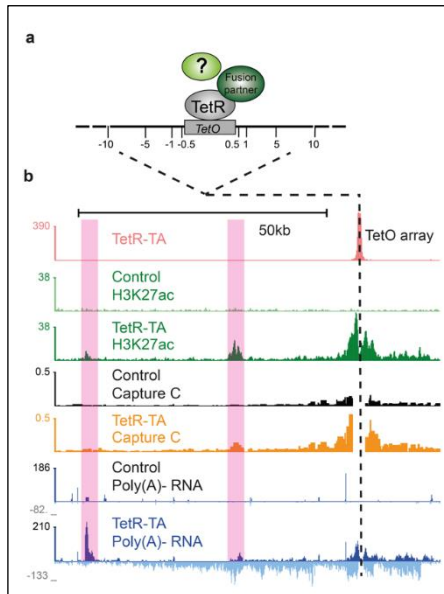 a
?
Fusion
partner
TetR
TetO
-10 -5 -1 -0.5 0.5 1 5 10
b
50kb
390
TetR-TA
TetO array
Control
38
H3K27ac
38
TetR-TA
H3K27ac
0.5
Control
Capture C
0.5
TetR-TA
Capture C
186
Control
Poly(A)- RNA
-82 _
210
TetR-TA
Poly(A)- RNA
-133 _